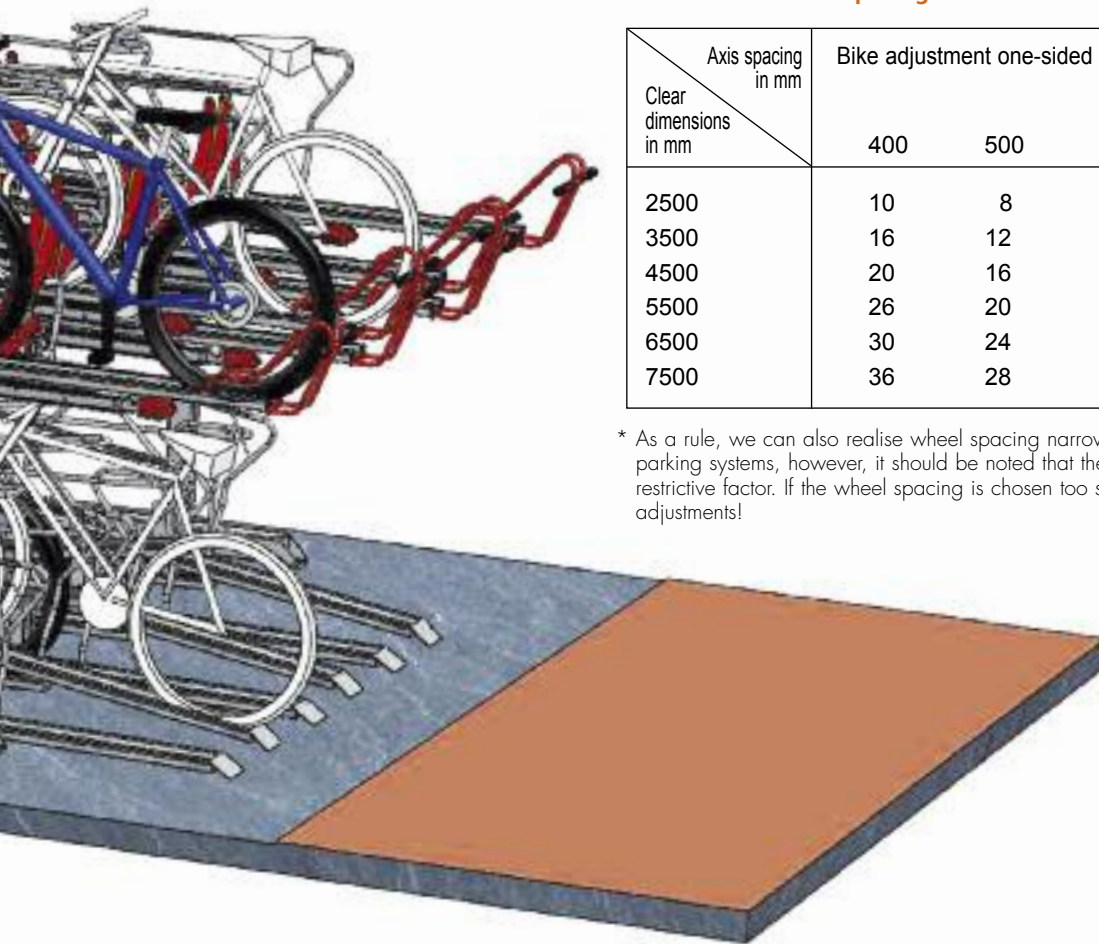 Axis spacing
in mm
Bike adjustment one-sided
Clear
dimensions
in mm
400 500
2500 10 8
3500 16 12
4500 20 16
5500 26 20
6500 30 24
7500 36 28
* As a rule, we can also realise wheel spacing narrow
parking systems, however, it should be noted that the
restrictive factor. If the wheel spacing is chosen too s
adjustments!